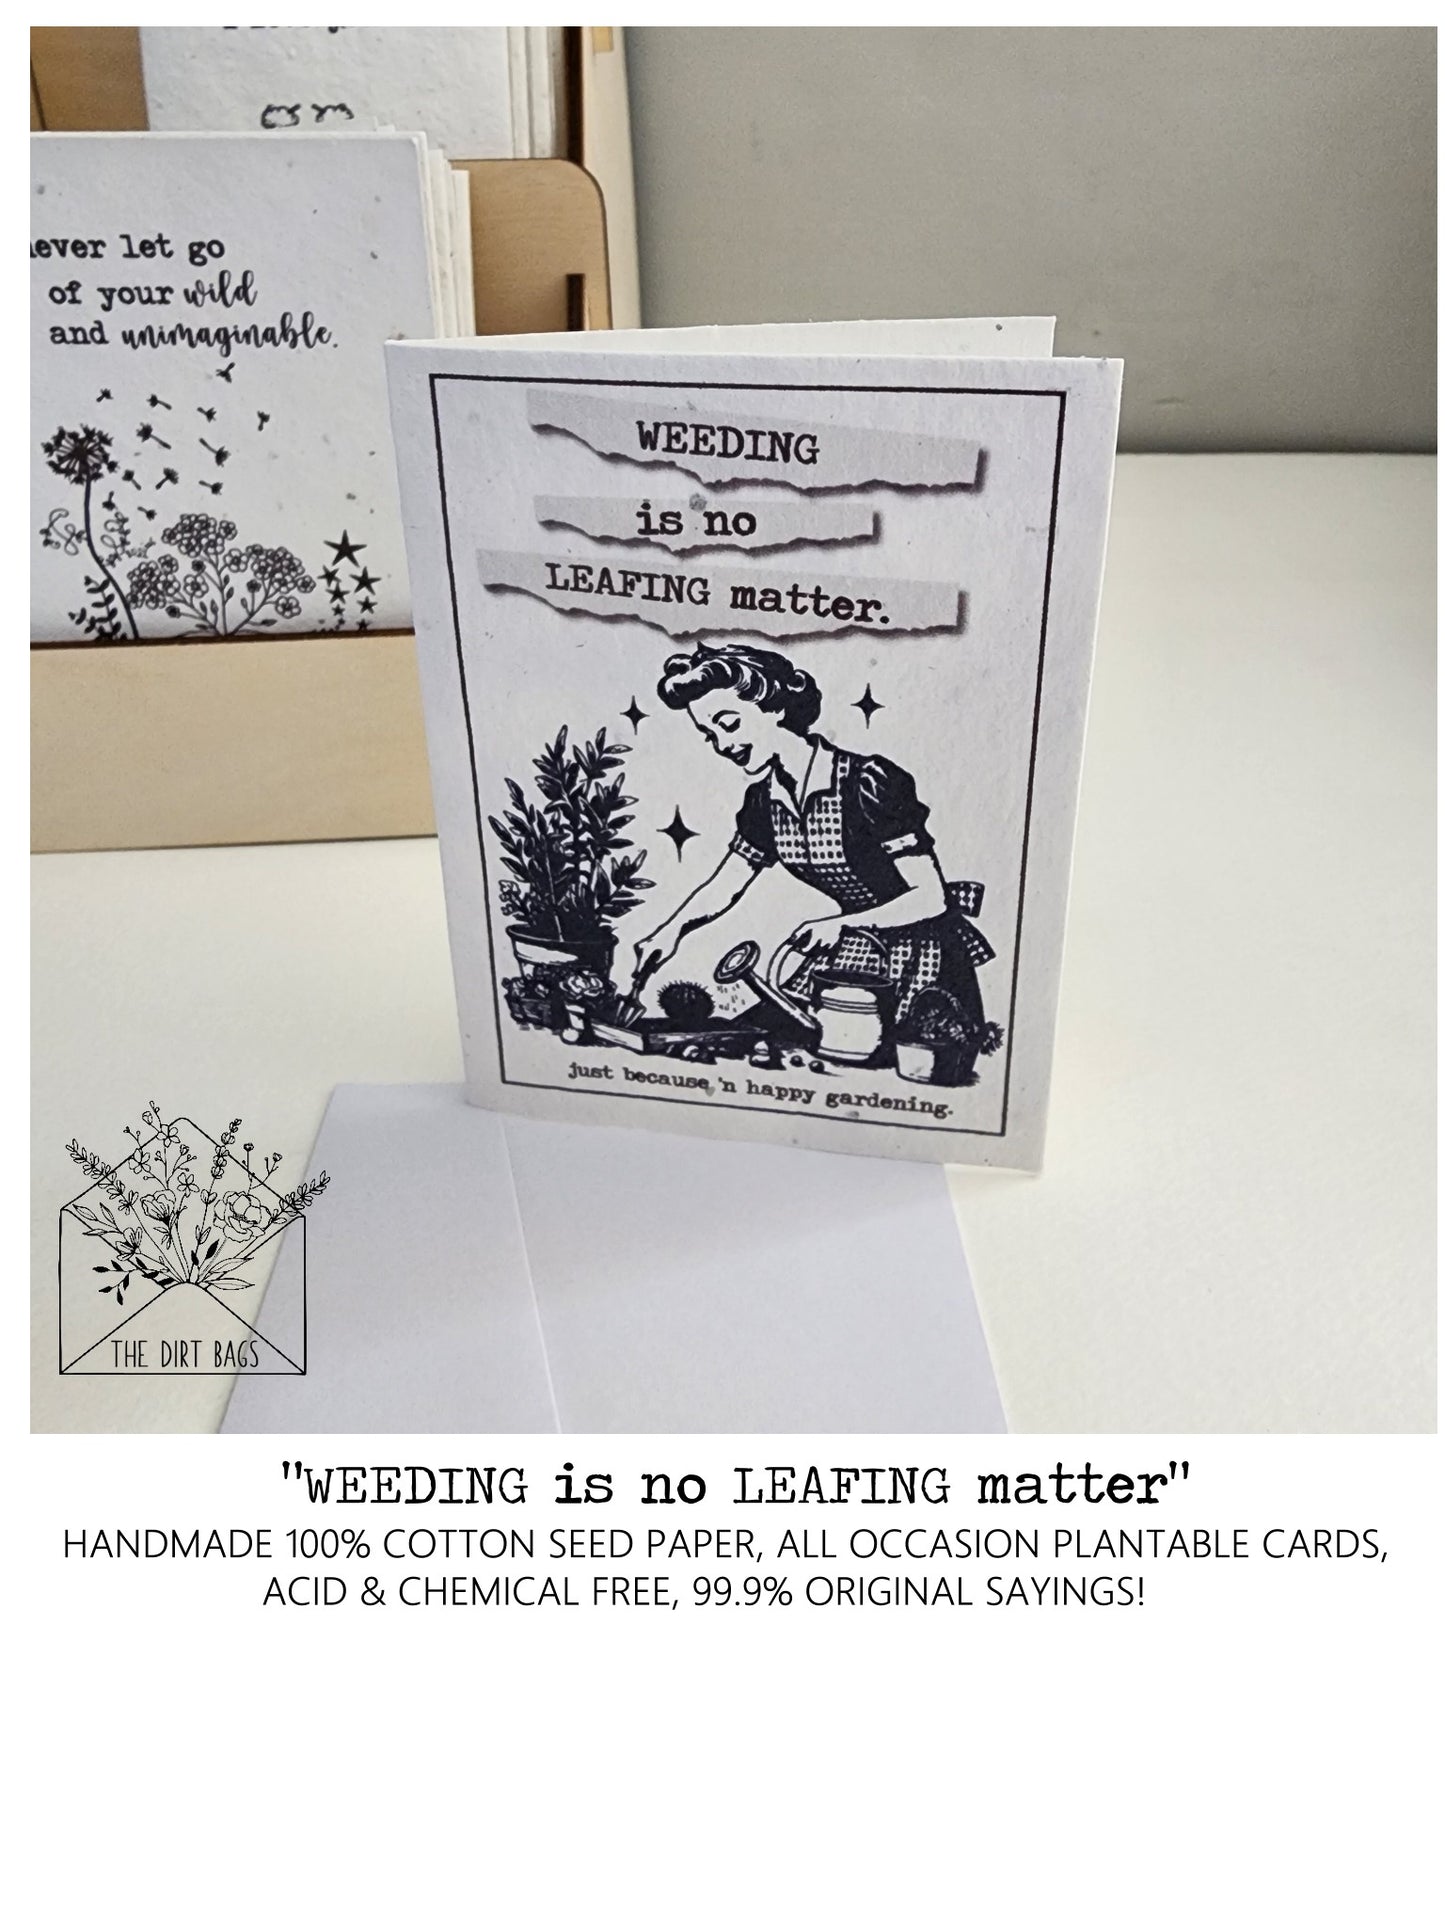 never let go
of your wild
and unimaginable.
WEEDING
is no
LEAFING matter.
just because 'n happy gardening.
THE DIRT BAGS
"WEEDING is no LEAFING matter"
HANDMADE 100% COTTON SEED PAPER, ALL OCCASION PLANTABLE CARDS,
ACID & CHEMICAL FREE, 99.9% ORIGINAL SAYINGS!